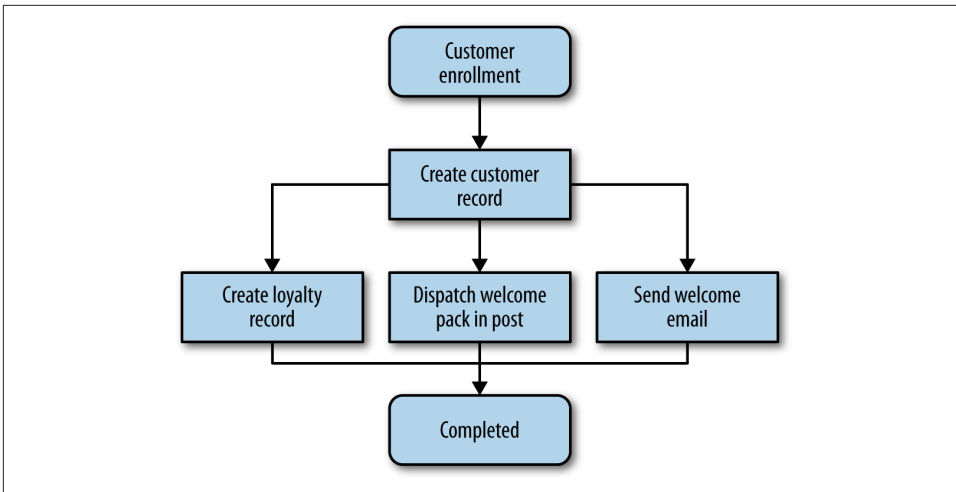 Customer
enrollment
Create customer
record
Create loyalty
record
Dispatch welcome
pack in post
Send welcome
email
Completed